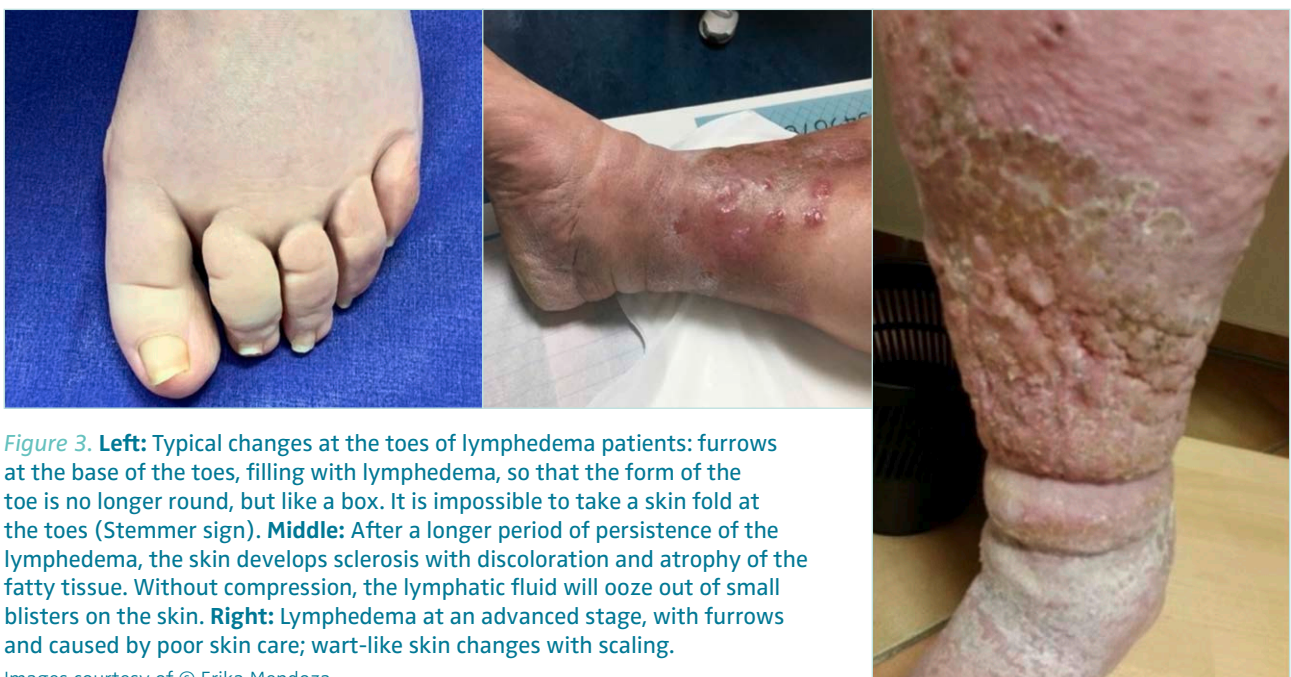 Figure 3. Left: Typical changes at the toes of lymphedema patients: furrows
at the base of the toes, filling with lymphedema, so that the form of the
toe is no longer round, but like a box. It is impossible to take a skin fold at
the toes (Stemmer sign). Middle: After a longer period of persistence of the
lymphedema, the skin develops sclerosis with discoloration and atrophy of the
fatty tissue. Without compression, the lymphatic fluid will ooze out of small
blisters on the skin. Right: Lymphedema at an advanced stage, with furrows
and caused by poor skin care; wart-like skin changes with scaling.
Images courtesy of © Erika Mendoza